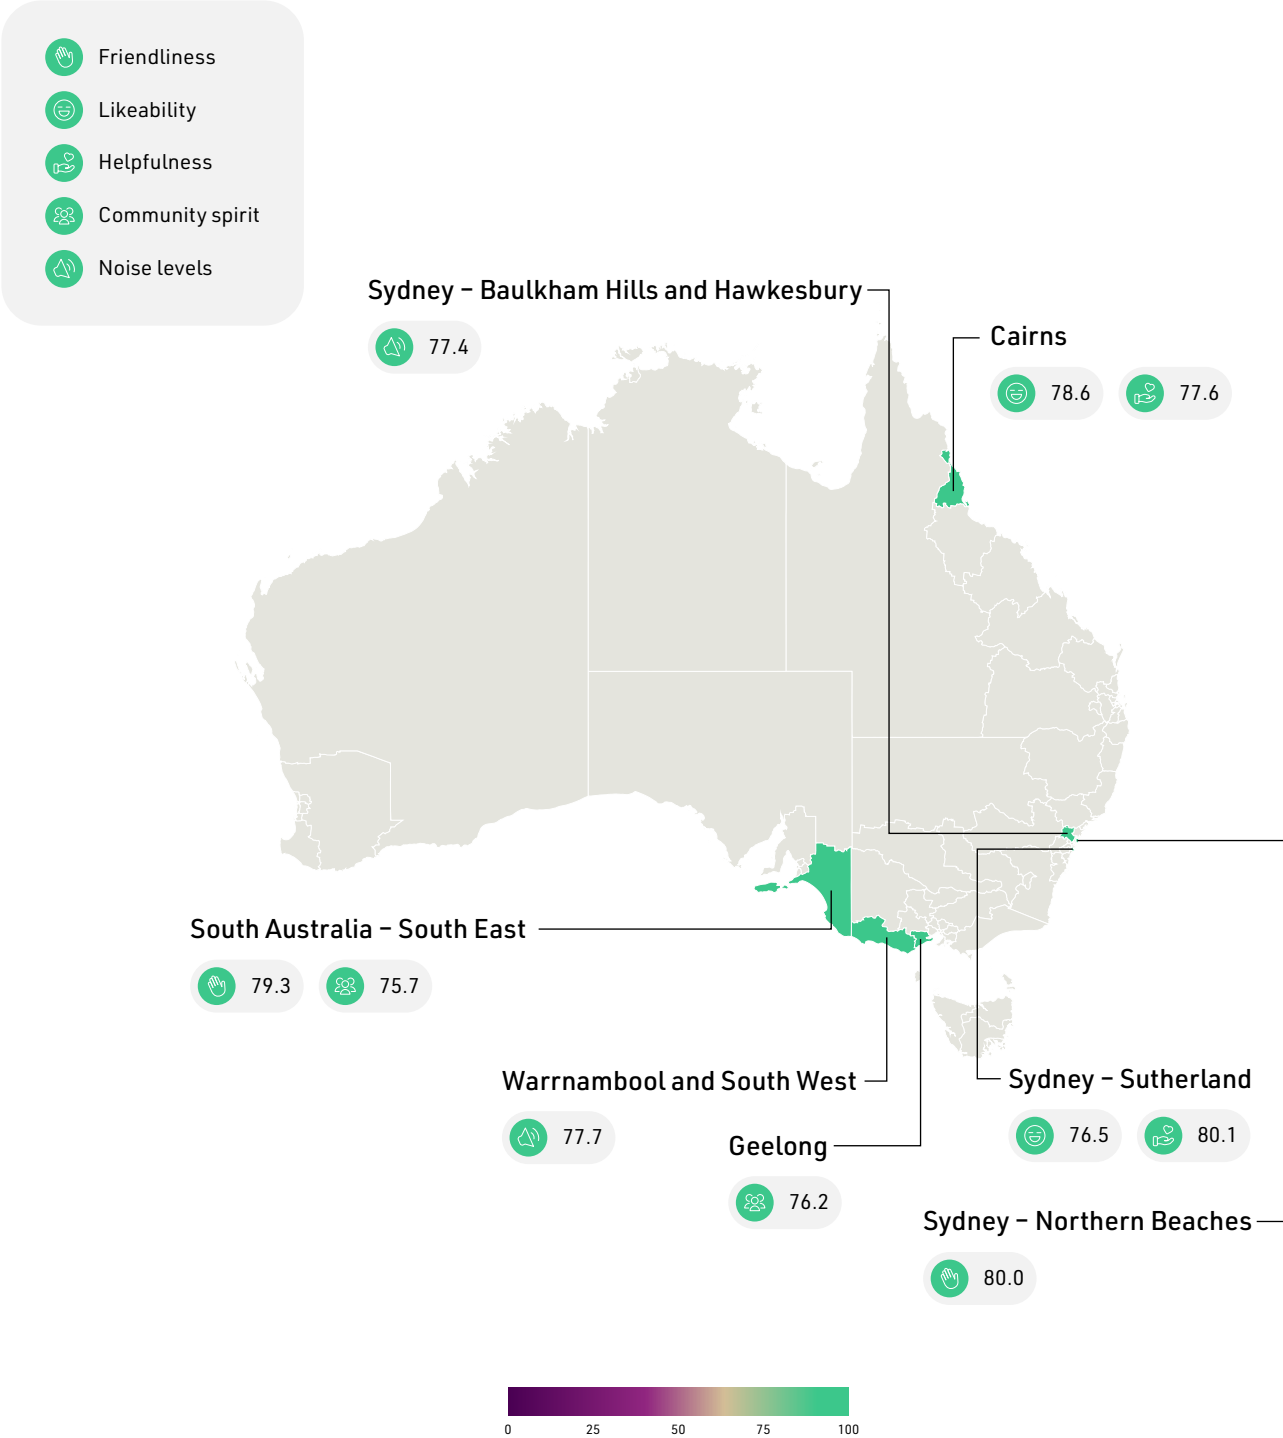 Friendliness
Likeability
Helpfulness
Community spirit
Noise levels
Sydney – Baulkham Hills and Hawkesbury
77.4
Cairns
78.6 77.6
South Australia – South East
79.3 75.7
Warrnambool and South West
77.7
Geelong
76.2
Sydney – Sutherland
76.5 80.1
Sydney – Northern Beaches
80.0
0 25 50 75 100